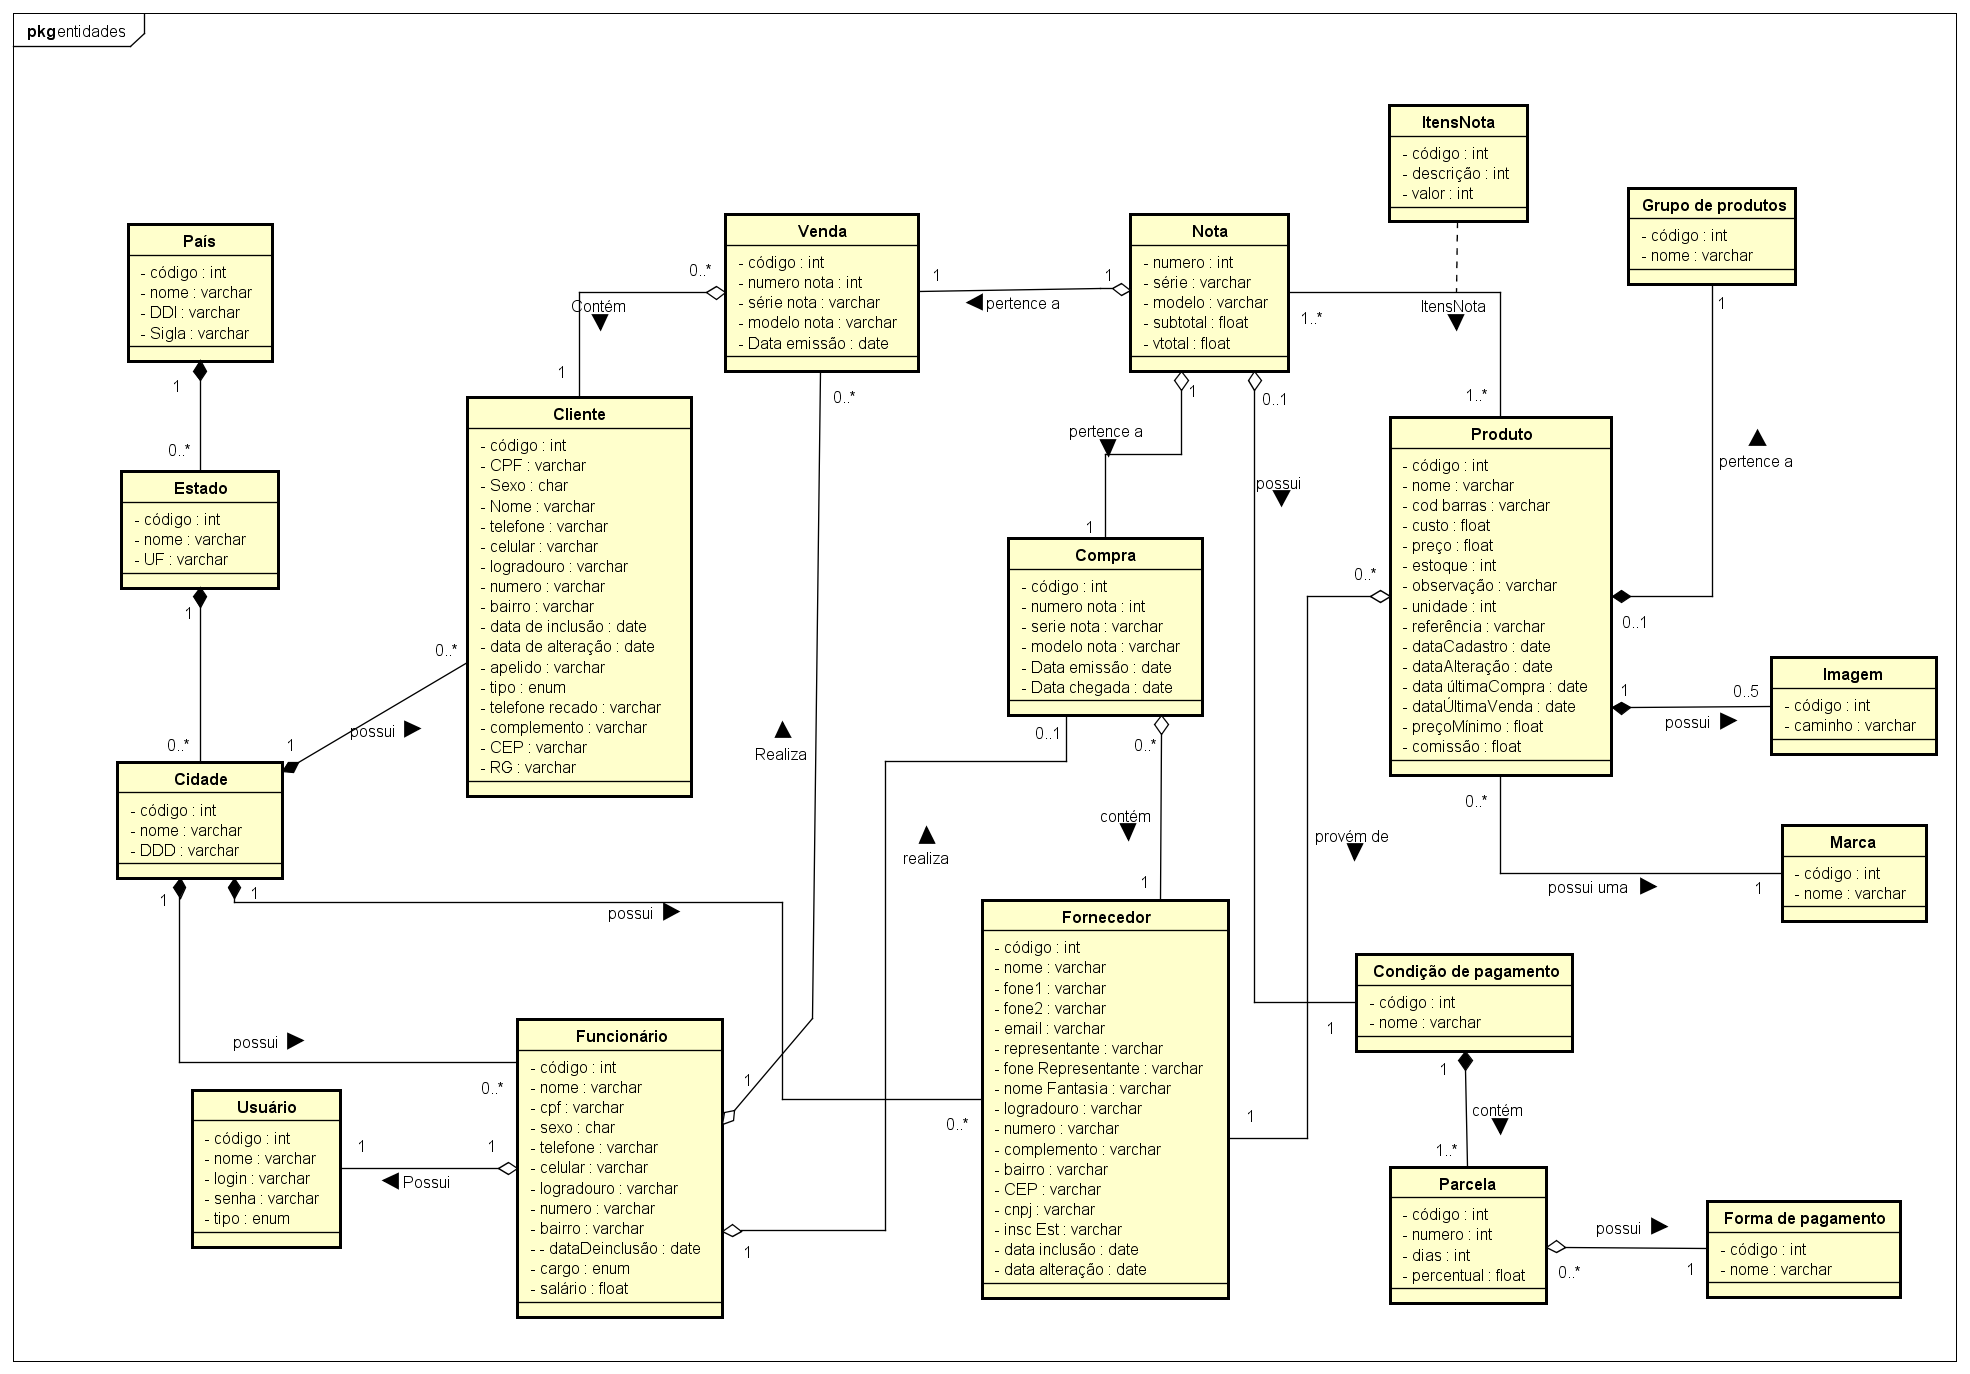 pkg entidades
ItensNota
- código : int
- descrição : int
- valor : int
Grupo de produtos
- código : int
- nome : varchar
País
- código : int
- nome : varchar
- DDI : varchar
- Sigla : varchar
Venda
- código : int
- numero nota : int
- série nota : varchar
- modelo nota : varchar
- Data emissão : date
Nota
- numero : int
- série : varchar
- modelo : varchar
- subtotal : float
- vtotal : float
0..*
Contém
1
1
1
pertence a
1..*
ItensNota
1..*
1
pertence a
0..1
1
0..*
0..*
1
pertence a
1
0..1
possui
1
Estado
- código : int
- nome : varchar
- UF : varchar
1
0..*
Cliente
- código : int
- CPF : varchar
- Sexo : char
- Nome : varchar
- telefone : varchar
- celular : varchar
- logradouro : varchar
- numero : varchar
- bairro : varchar
- data de inclusão : date
- data de alteração : date
- apelido : varchar
- tipo : enum
- telefone recado : varchar
- complemento : varchar
- CEP : varchar
- RG : varchar
Compra
- código : int
- numero nota : int
- serie nota : varchar
- modelo nota : varchar
- Data emissão : date
- Data chegada : date
Produto
- código : int
- nome : varchar
- cod barras : varchar
- custo : float
- preço : float
- estoque : int
- observação : varchar
- unidade : int
- referência : varchar
- dataCadastro : date
- dataAlteração : date
- data últimaCompra : date
- dataÚltimaVenda : date
- preçoMínimo : float
- comissão : float
Imagem
- código : int
- caminho : varchar
1
0..5
possui
0..*
0..*
possui
1
Realiza
0..1
0..*
contém
1
realiza
provém de
0..*
possui uma
1
Marca
- código : int
- nome : varchar
Cidade
- código : int
- nome : varchar
- DDD : varchar
1
1
possui
possui
0..*
0..*
Fornecedor
- código : int
- nome : varchar
- fone1 : varchar
- fone2 : varchar
- email : varchar
- representante : varchar
- fone Representante : varchar
- nome Fantasia : varchar
- logradouro : varchar
- numero : varchar
- complemento : varchar
- bairro : varchar
- CEP : varchar
- cnpj : varchar
- insc Est : varchar
- data inclusão : date
- data alteração : date
1
Condição de pagamento
- código : int
- nome : varchar
1
contém
1..*
Funcionário
- código : int
- nome : varchar
- cpf : varchar
- sexo : char
- telefone : varchar
- celular : varchar
- logradouro : varchar
- numero : varchar
- bairro : varchar
- - dataDeinclusão : date
- cargo : enum
- salário : float
1
1
Usuário
- código : int
- nome : varchar
- login : varchar
- senha : varchar
- tipo : enum
1
1
Possui
Parcela
- código : int
- numero : int
- dias : int
- percentual : float
possui
0..*
1
Forma de pagamento
- código : int
- nome : varchar